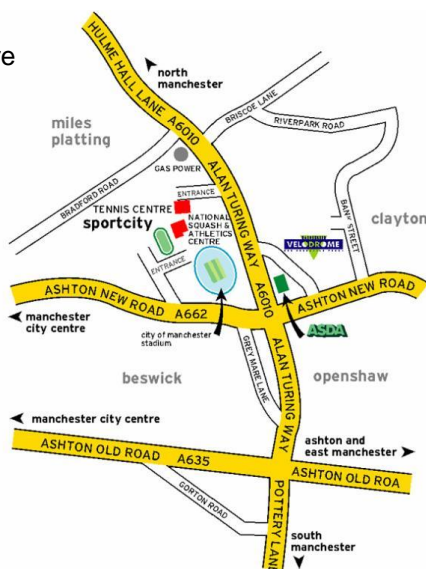 re
HULME HALL LANE A6010
north
manchester
BRISCOE LANE
RIVERPARK ROAD
miles
platting
GAS POWER
BRADFORD ROAD
ENTRANCE
TENNIS CENTRE
sportcity
NATIONAL
SQUASH &
ATHLETICS
CENTRE
ENTRANCE
ALAN TURING WAY A6010
BANK STREET
clayton
VELODROME
ASHTON NEW ROAD A662
ASHTON NEW ROAD
manchester
city centre
city of manchester
stadium
ASDA
GREY MARE LANE
ALAN TURING WAY
beswick
openshaw
manchester city centre
ashton and
east manchester
ASHTON OLD ROAD A635
ASHTON OLD ROA
GORTON ROAD
POTTERY LAN
south
manchester